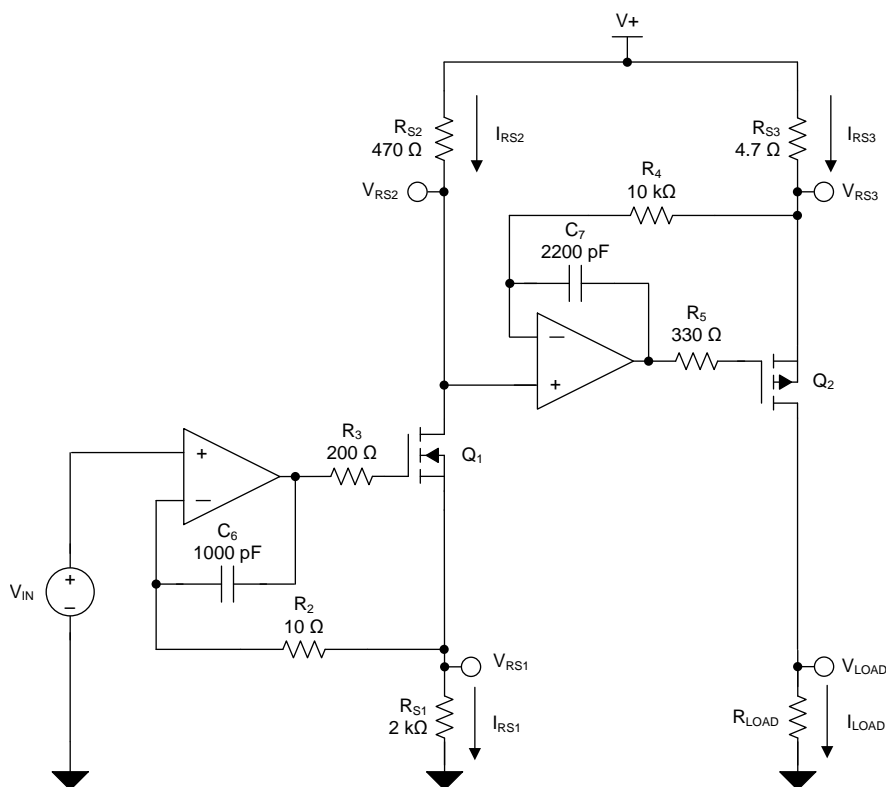 V+
RS2
470 Ω
IRS2
RS3
4.7 Ω
IRS3
VRS2
R4
10 kΩ
VRS3
C7
2200 pF
R5
330 Ω
−
+
Q2
R3
200 Ω
Q1
+
−
C6
1000 pF
VIN
+
−
R2
10 Ω
VRS1
VLOAD
RS1
2 kΩ
IRS1
RLOAD
ILOAD